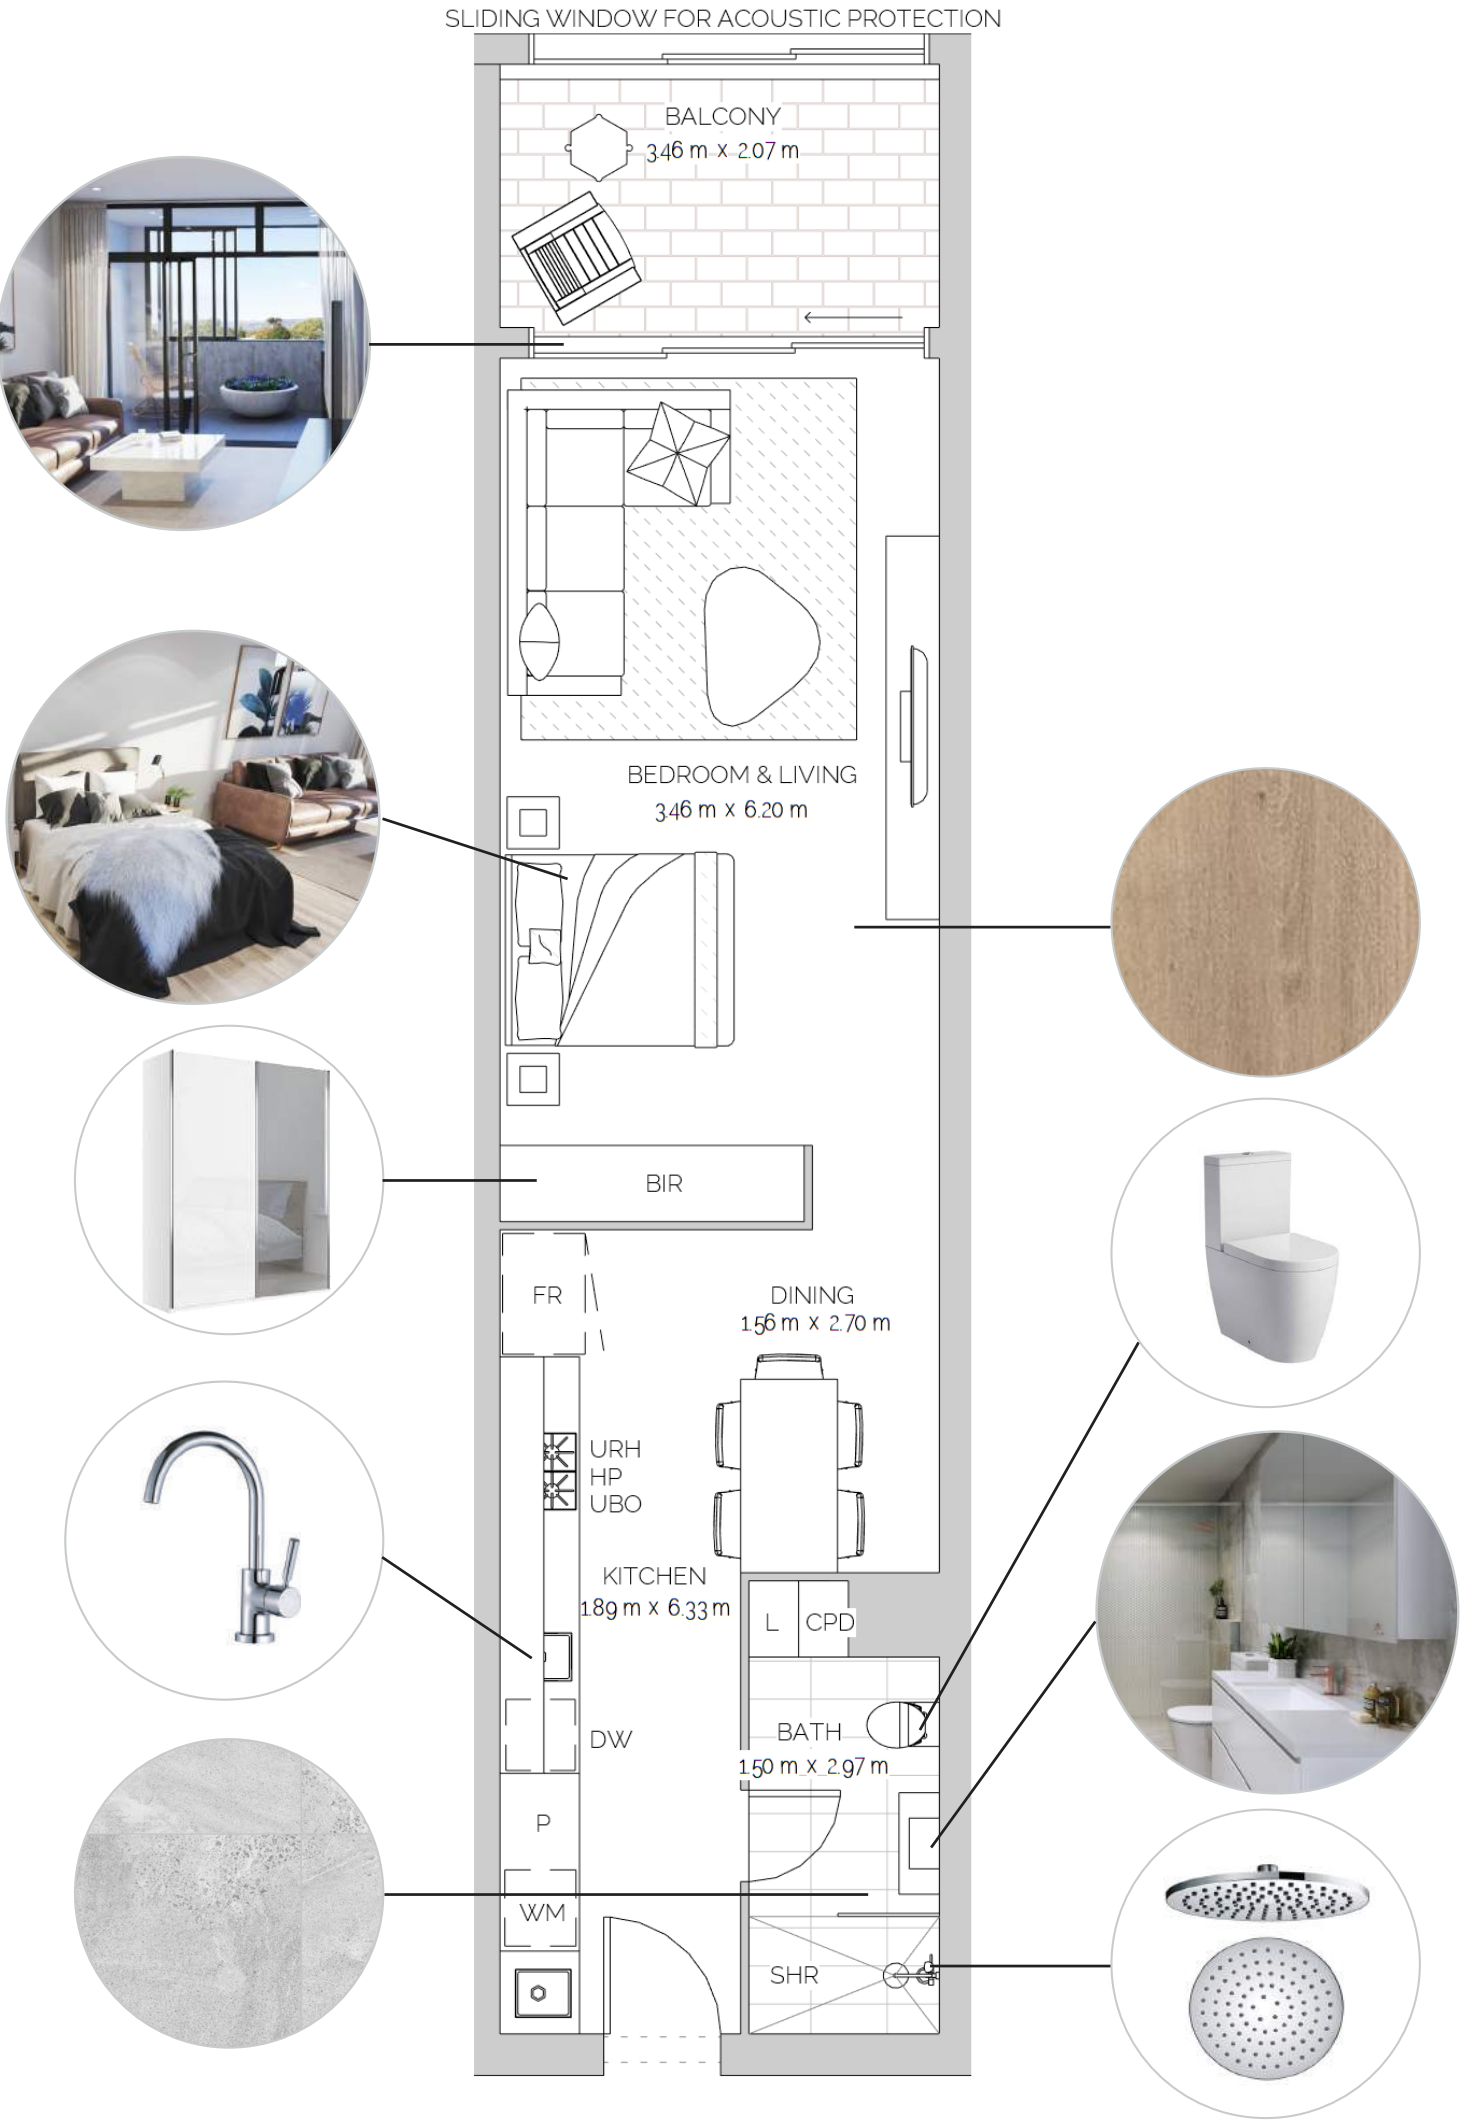 SLIDING WINDOW FOR ACOUSTIC PROTECTION
BALCONY
3.46 m x 2.07 m
BEDROOM & LIVING
3.46 m x 6.20 m
BIR
FR
DINING
1.56 m x 2.70 m
URH
HP
UBO
KITCHEN
1.89 m x 6.33 m
L
CPD
DW
BATH
1.50 m x 2.97 m
P
WM
SHR